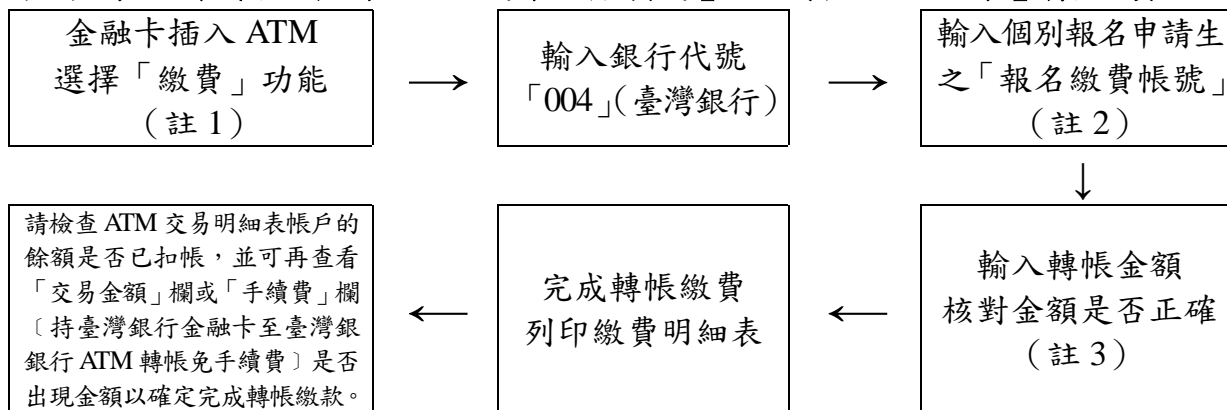 金融卡插入 ATM
選擇「繳費」功能
（註 1）
→
輸入銀行代號
「004」（臺灣銀行）
→
輸入個別報名申請生
之「報名繳費帳號」
（註 2）
↓
輸入轉帳金額
核對金額是否正確
（註 3）
←
完成轉帳繳費
列印繳費明細表
←
請檢查 ATM 交易明細表帳戶的
餘額是否已扣帳，並可再查看
「交易金額」欄或「手續費」欄
〔持臺灣銀行金融卡至臺灣銀
銀行 ATM 轉帳免手續費〕是否
出現金額以確定完成轉帳繳款。